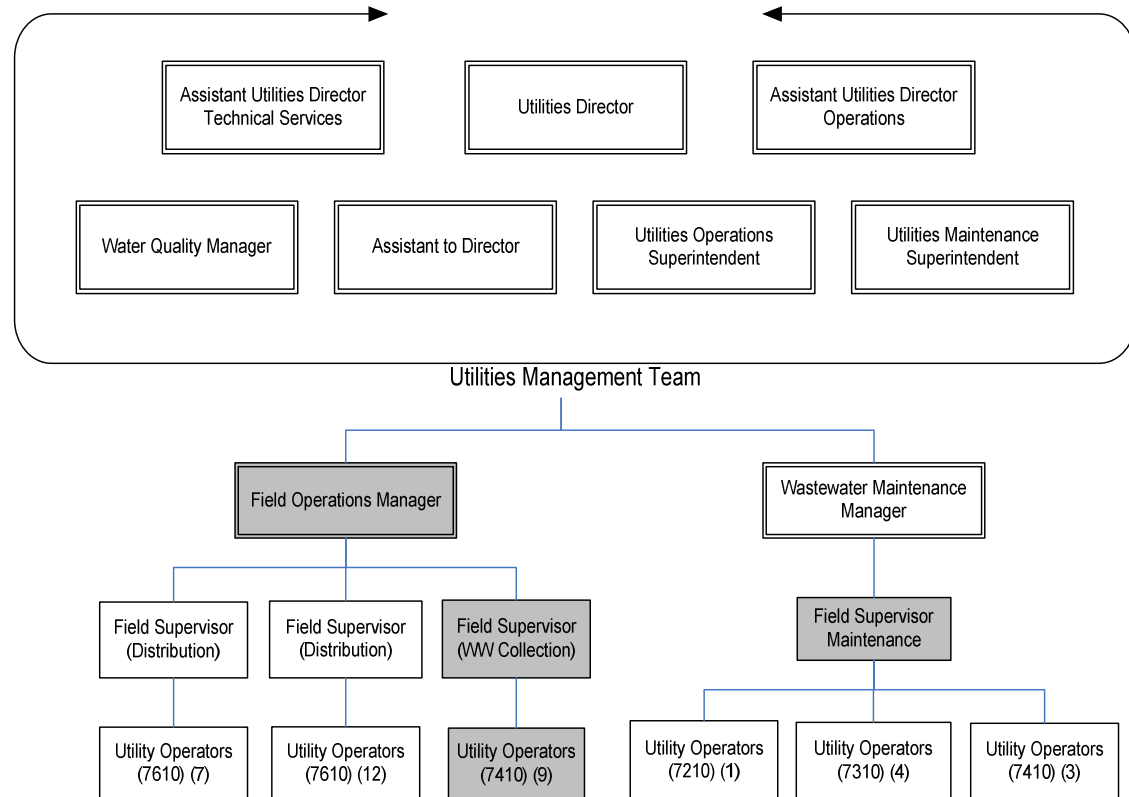 Assistant Utilities Director
Technical Services
Utilities Director
Assistant Utilities Director
Operations
Water Quality Manager
Assistant to Director
Utilities Operations
Superintendent
Utilities Maintenance
Superintendent
Utilities Management Team
Field Operations Manager
Wastewater Maintenance
Manager
Field Supervisor
(Distribution)
Field Supervisor
(Distribution)
Field Supervisor
(WW Collection)
Field Supervisor
Maintenance
Utility Operators
(7610) (7)
Utility Operators
(7610) (12)
Utility Operators
(7410) (9)
Utility Operators
(7210) (1)
Utility Operators
(7310) (4)
Utility Operators
(7410) (3)